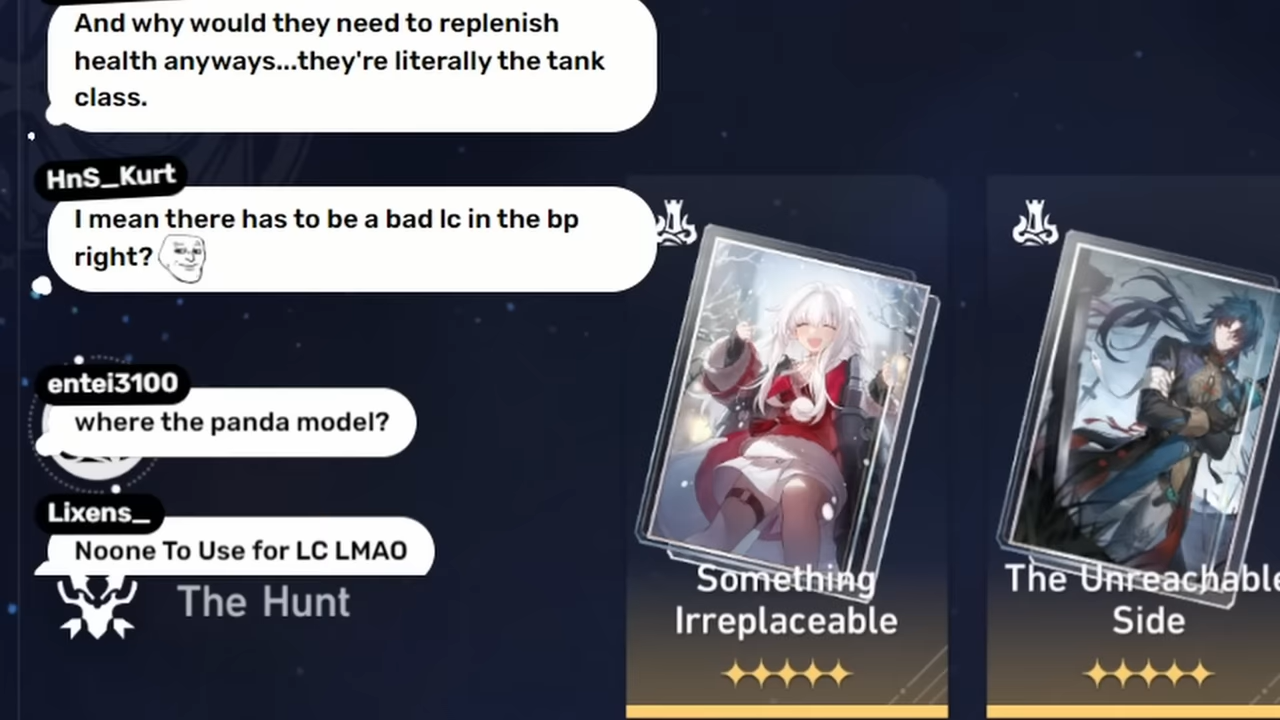 And why would they need to replenish
health anyways...they're literally the tank
class.
HnS_Kurt
I mean there has to be a bad lc in the bp
right?
entei3100
where the panda model?
Lixens_
Noone To Use for LC LMAO
The Hunt
Something
Irreplaceable
The Unreachable
Side